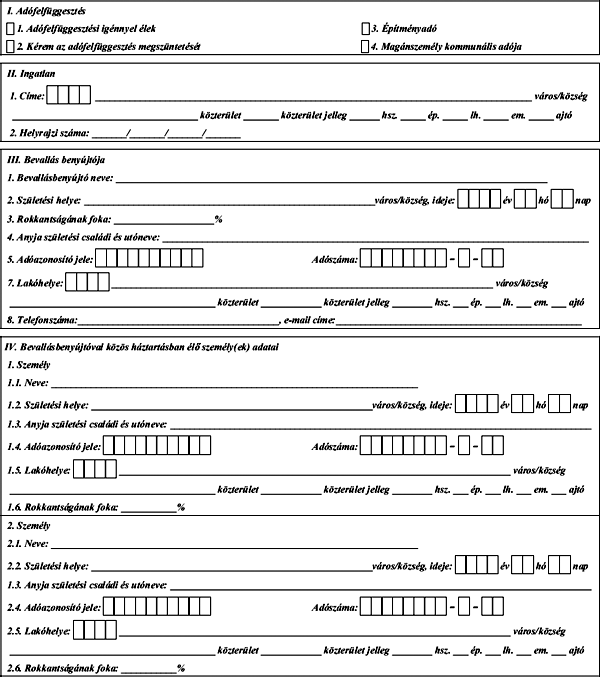 I. Adófelfüggesztés
1. Adófelfüggesztési igénnyel élek
3. Építményadó
2. Kérem az adófelfüggesztés megszüntetését
4. Magánszemély kommunális adója
II. Ingatlan
1. Címe: város/község
közterület közterület jelleg hsz. ép. lh. em. ajtó
2. Helyrajzi száma: / / /
III. Bevallás benyújtója
1. Bevallásbenyújtó neve:
2. Születési helye: város/község, ideje: év hó nap
3. Rokkantságának foka: %
4. Anyja születési családi és utóneve:
5. Adóazonosító jele: Adószáma: - -
7. Lakóhelye: város/község
közterület közterület jelleg hsz. ép. lh. em. ajtó
8. Telefonszáma: , e-mail címe:
IV. Bevallásbenyújtóval közös háztartásban élő személy(ek) adatai
1. Személy
1.1. Neve:
1.2. Születési helye: város/község, ideje: év hó nap
1.3. Anyja születési családi és utóneve:
1.4. Adóazonosító jele: Adószáma: - -
1.5. Lakóhelye: város/község
közterület közterület jelleg hsz. ép. lh. em. ajtó
1.6. Rokkantságának foka: %
2. Személy
2.1. Neve:
2.2. Születési helye: város/község, ideje: év hó nap
1.3. Anyja születési családi és utóneve:
2.4. Adóazonosító jele: Adószáma: - -
2.5. Lakóhelye: város/község
közterület közterület jelleg hsz. ép. lh. em. ajtó
2.6. Rokkantságának foka: %